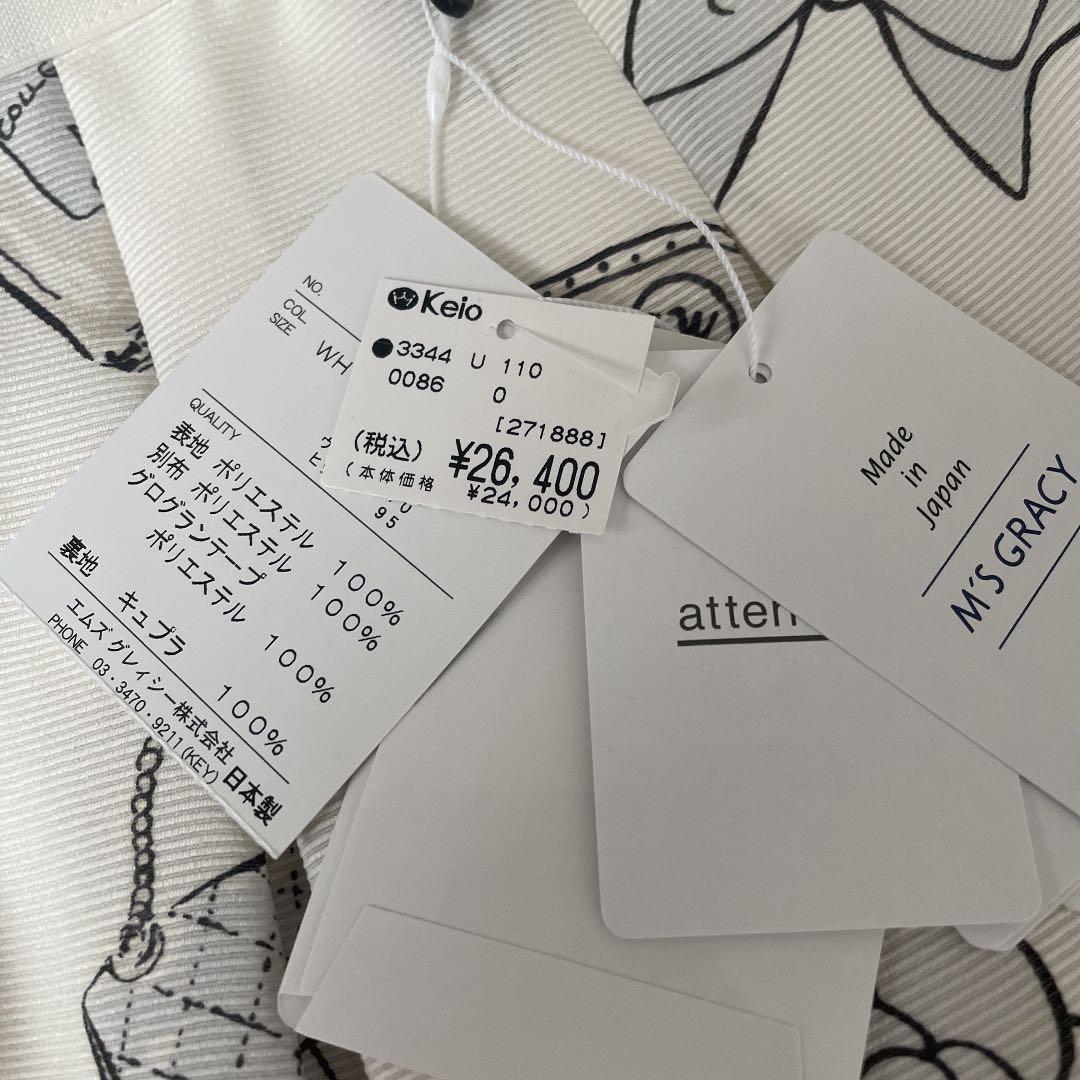 NO.
COL. WH
SIZE
QUALITY
95
表地 ポリエステル 100%
別布 ポリエステル 100%
グログランテープ
ポリエステル 100%
裏地 キュプラ 100%
エムズグレイシー株式会社
PHONE 03・3470・9211(KEY) 日本製
Keio
3344 U 110
0086 0
[271888]
(税込) ¥26,400
(本体価格 ¥24,000)
Made
in
Japan
M'S GRACY
atten
COLL